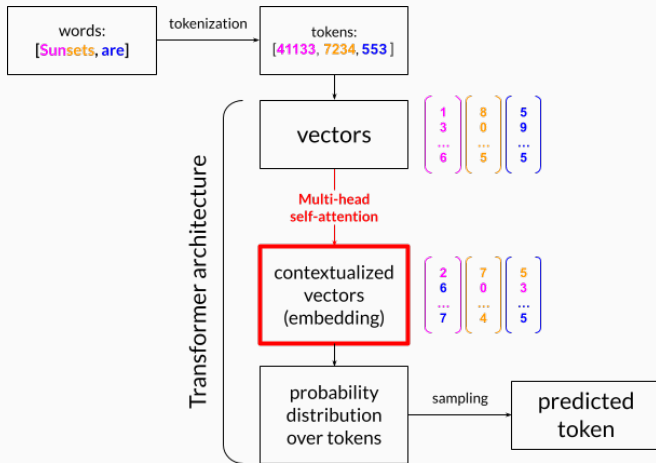 words:
[Sunsets, are]
tokenization
tokens:
[41133, 7234, 553]
Transformer architecture
vectors
1 8 5
3 0 9
... ... ...
6 5 5
Multi-head
self-attention
contextualized
vectors
(embedding)
2 7 5
6 0 3
... ... ...
7 4 5
probability
distribution
over tokens
sampling
predicted
token